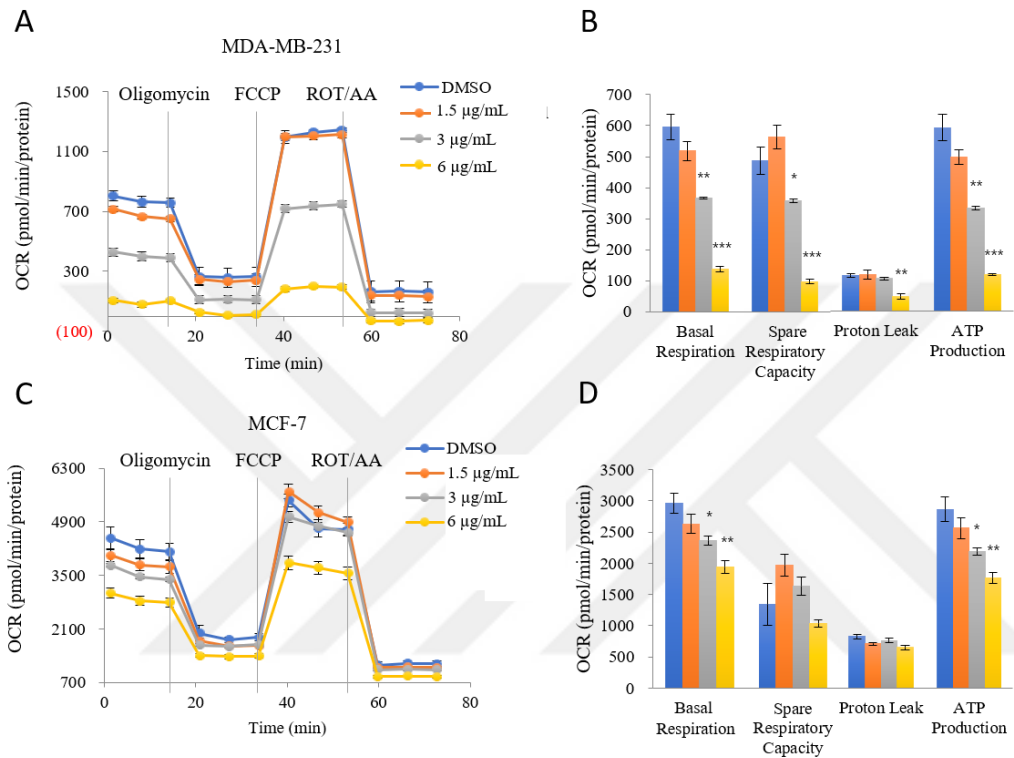 A
MDA-MB-231
Oligomycin FCCP ROT/AA
DMSO
1.5 µg/mL
3 µg/mL
6 µg/mL
OCR (pmol/min/protein)
1500
1100
700
300
(100)
0 20 40 60 80
Time (min)
B
OCR (pmol/min/protein)
700
600
500
400
300
200
100
0
** *** * *** ** ** ***
Basal
Respiration
Spare
Respiratory
Capacity
Proton Leak
ATP
Production
C
MCF-7
Oligomycin FCCP ROT/AA
DMSO
1.5 µg/mL
3 µg/mL
6 µg/mL
OCR (pmol/min/protein)
6300
4900
3500
2100
700
0 20 40 60 80
Time (min)
D
OCR (pmol/min/protein)
3500
3000
2500
2000
1500
1000
500
0
* ** * **
Basal
Respiration
Spare
Respiratory
Capacity
Proton Leak
ATP
Production